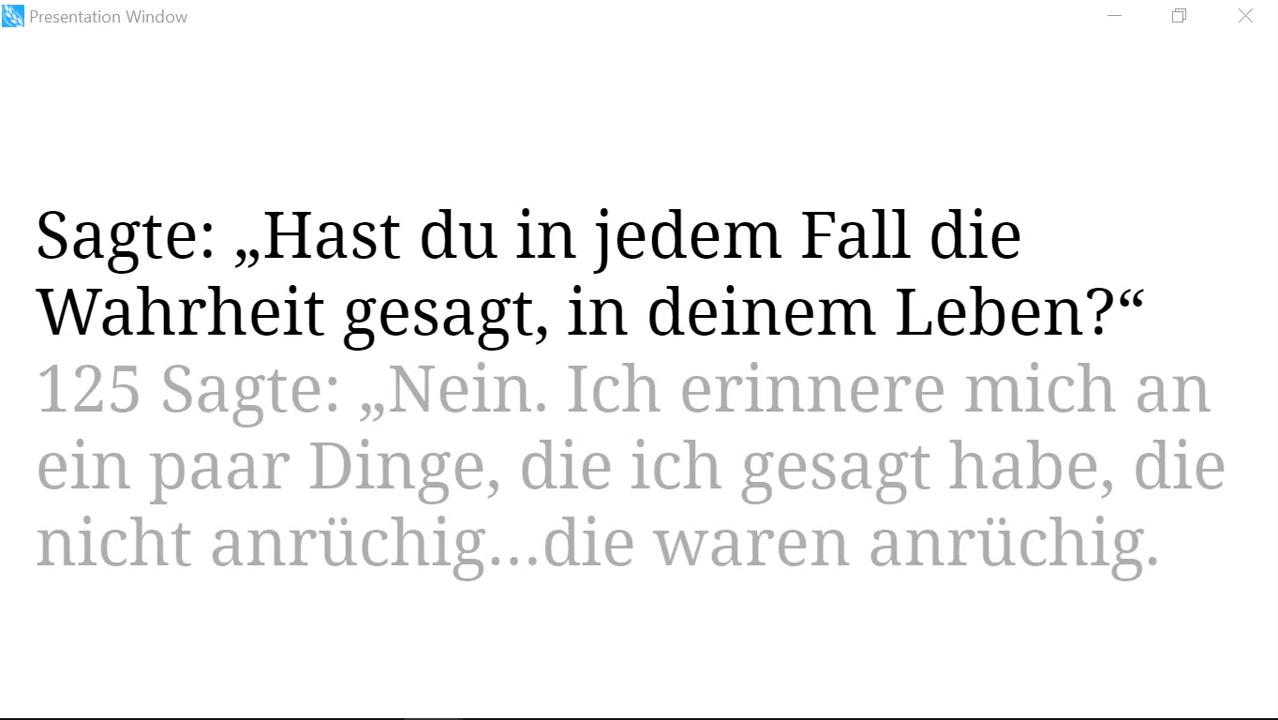 Presentation Window
Sagte: „Hast du in jedem Fall die
Wahrheit gesagt, in deinem Leben?“
125 Sagte: „Nein. Ich erinnere mich an
ein paar Dinge, die ich gesagt habe, die
nicht anrüchig...die waren anrüchig.